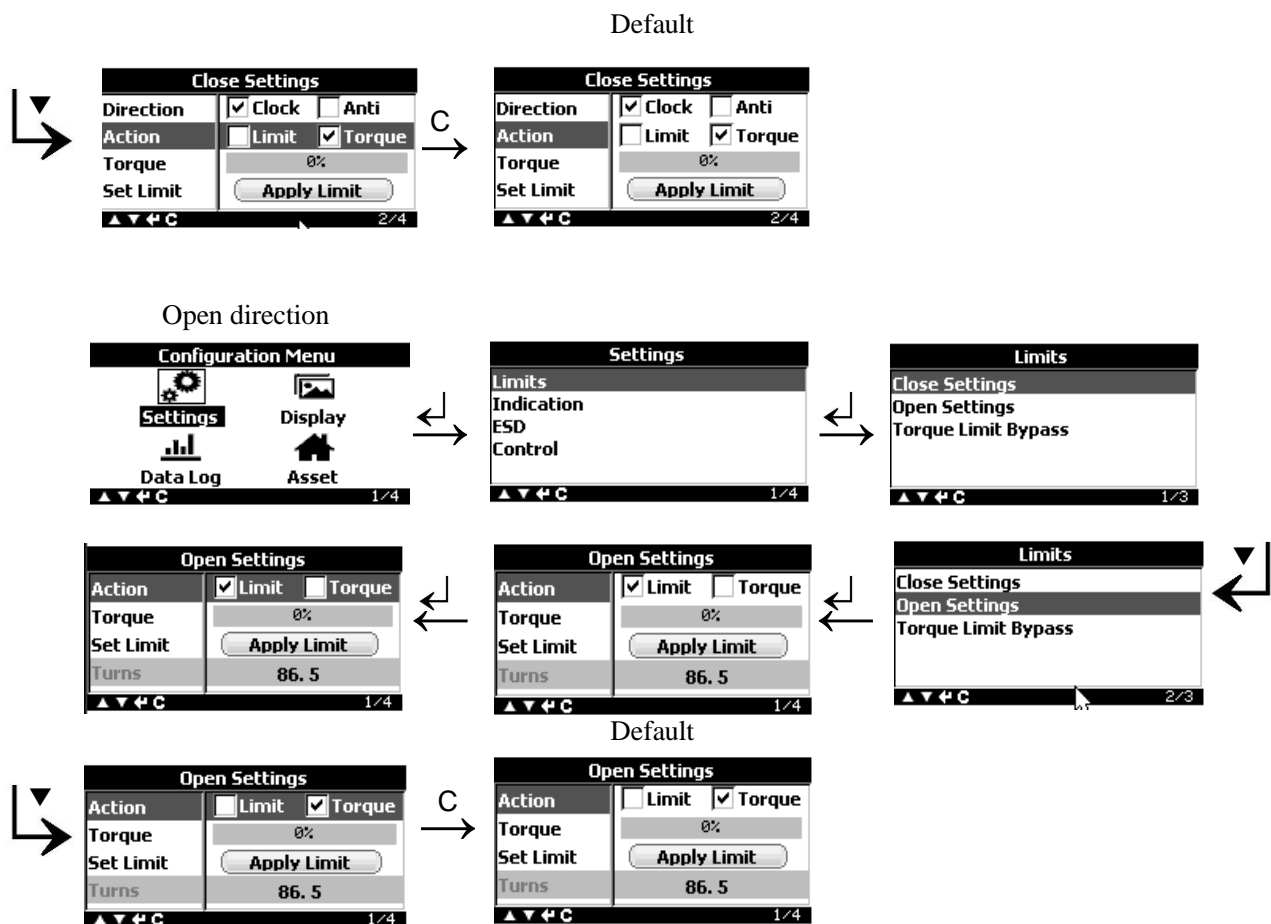 Default
Close Settings
Direction Clock Anti
Action Limit Torque
Torque 0%
Set Limit Apply Limit
C 2/4
C
Close Settings
Direction Clock Anti
Action Limit Torque
Torque 0%
Set Limit Apply Limit
C 2/4
Open direction
Configuration Menu
Settings Display
Data Log Asset
C 1/4
Settings
Limits
Indication
ESD
Control
C 1/4
Limits
Close Settings
Open Settings
Torque Limit Bypass
C 1/3
Open Settings
Action Limit Torque
Torque 0%
Set Limit Apply Limit
Turns 86.5
C 1/4
Open Settings
Action Limit Torque
Torque 0%
Set Limit Apply Limit
Turns 86.5
C 1/4
Limits
Close Settings
Open Settings
Torque Limit Bypass
C 2/3
Default
Open Settings
Action Limit Torque
Torque 0%
Set Limit Apply Limit
Turns 86.5
C 1/4
C
Open Settings
Action Limit Torque
Torque 0%
Set Limit Apply Limit
Turns 86.5
C 1/4